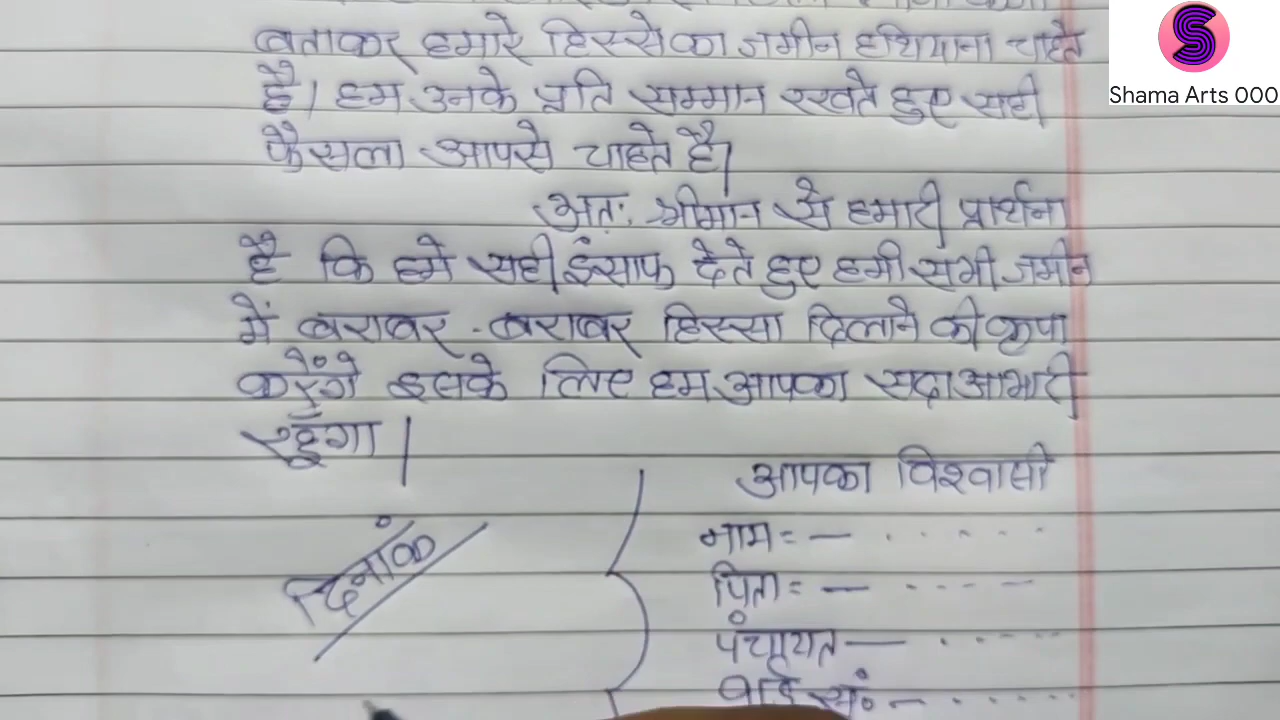 बताकर हमारे हिस्से का जमीन हथियाना चाहते
है। हम उनके प्रति सम्मान रखते हुए सही
फैसला आपसे चाहते है।
अतः श्रीमान से हमारी प्रार्थना
है कि हमे सही इंसाफ देते हुए हमी सभी जमीन
में बराबर - बराबर हिस्सा दिलाने की कृपा
करेंगे इसके लिए हम आपका सदा आभारी
रहूँगा।
आपका विश्वासी
नाम:- — . . . . .
पिता:- — . . - - —
पंचायत — . . - - - -
वार्ड सं० - . . . . . .
दिनांक
S
Shama Arts 000